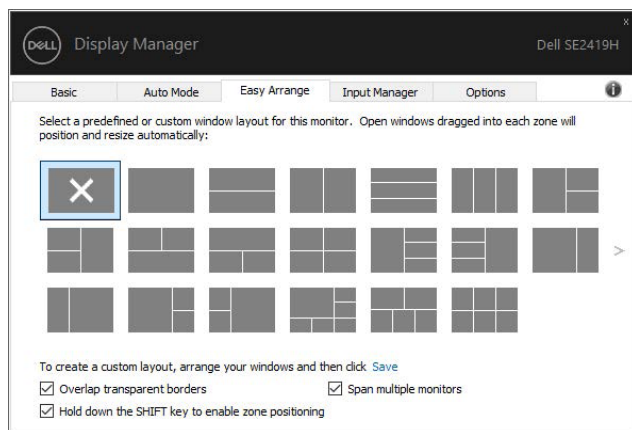 x
DELL
Display Manager
Dell SE2419H
Basic
Auto Mode
Easy Arrange
Input Manager
Options
i
Select a predefined or custom window layout for this monitor. Open windows dragged into each zone will
position and resize automatically:
>
To create a custom layout, arrange your windows and then click Save
Overlap transparent borders
Span multiple monitors
Hold down the SHIFT key to enable zone positioning